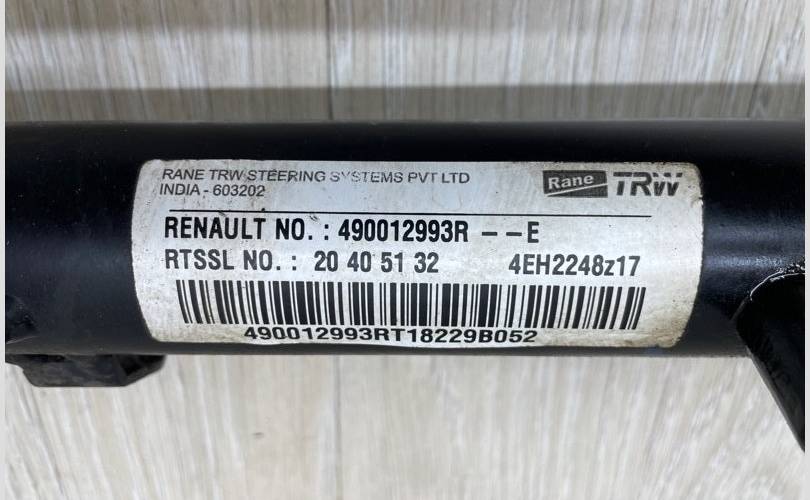 RANE TRW STEERING SYSTEMS PVT LTD
INDIA - 603202
Rane TRW
RENAULT NO. : 490012993R - - E
RTSSL NO. : 20 40 51 32 4EH2248z17
490012993RT18229B052